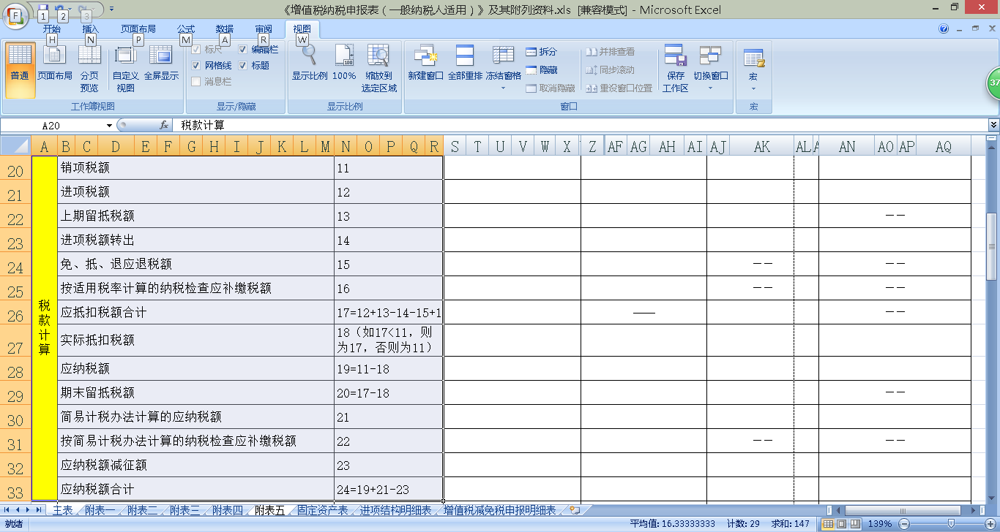 《增值税纳税申报表（一般纳税人适用）》及其附列资料.xls [兼容模式] - Microsoft Excel
F 1 2 3
开始 插入 页面布局 公式 数据 审阅 视图
H N P M A R W
普通 页面布局 分页预览 自定义视图 全屏显示
标尺 编辑栏
网格线 标题
消息栏
显示比例 100% 缩放到选定区域
新建窗口 全部重排 冻结窗格
拆分
隐藏
取消隐藏
并排查看
同步滚动
重设窗口位置
保存工作区 切换窗口 宏
工作簿视图 显示/隐藏 显示比例 窗口 宏
37
A20 fx 税款计算
A B C D E F G H I J K L M N O P Q R S T U V W X Z AF AG AH AI AJ AK AL AN AO AP AQ
税款计算
20 销项税额 11
21 进项税额 12
22 上期留抵税额 13 －－
23 进项税额转出 14
24 免、抵、退应退税额 15 －－ －－
25 按适用税率计算的纳税检查应补缴税额 16 －－ －－
26 应抵扣税额合计 17=12+13-14-15+1 —— －－
27 实际抵扣税额 18（如17<11，则
为17，否则为11）
28 应纳税额 19=11-18
29 期末留抵税额 20=17-18 －－
30 简易计税办法计算的应纳税额 21
31 按简易计税办法计算的纳税检查应补缴税额 22 －－ －－
32 应纳税额减征额 23
33 应纳税额合计 24=19+21-23
主表 附表一 附表二 附表三 附表四 附表五 固定资产表 进项结构明细表 增值税减免税申报明细表
就绪 平均值: 16.33333333 计数: 29 求和: 147 139%